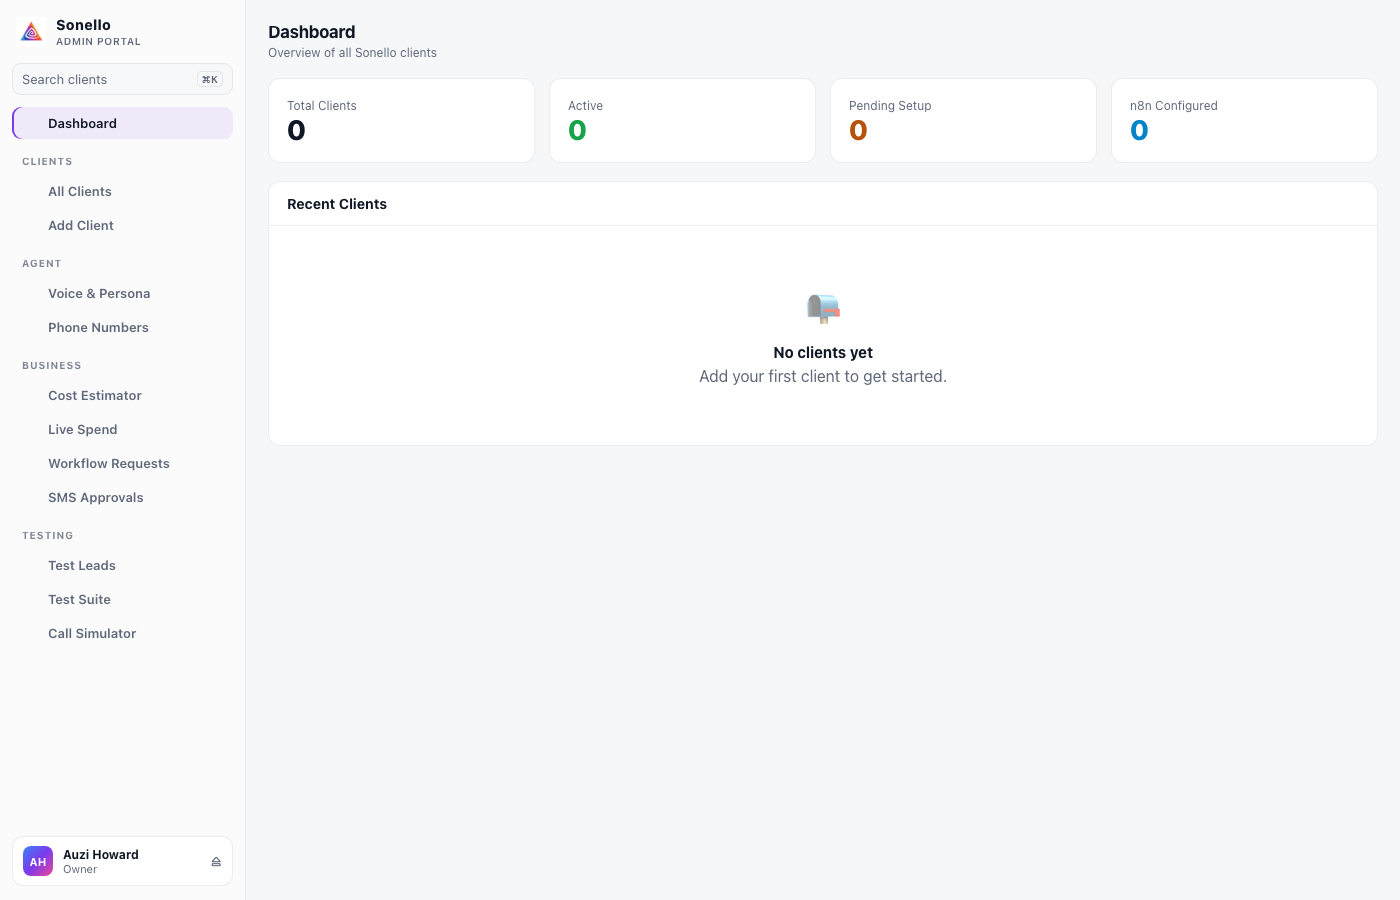 Sonello
ADMIN PORTAL
Search clients ⌘K
Dashboard
CLIENTS
All Clients
Add Client
AGENT
Voice & Persona
Phone Numbers
BUSINESS
Cost Estimator
Live Spend
Workflow Requests
SMS Approvals
TESTING
Test Leads
Test Suite
Call Simulator
AH
Auzi Howard
Owner
Dashboard
Overview of all Sonello clients
Total Clients
0
Active
0
Pending Setup
0
n8n Configured
0
Recent Clients
No clients yet
Add your first client to get started.